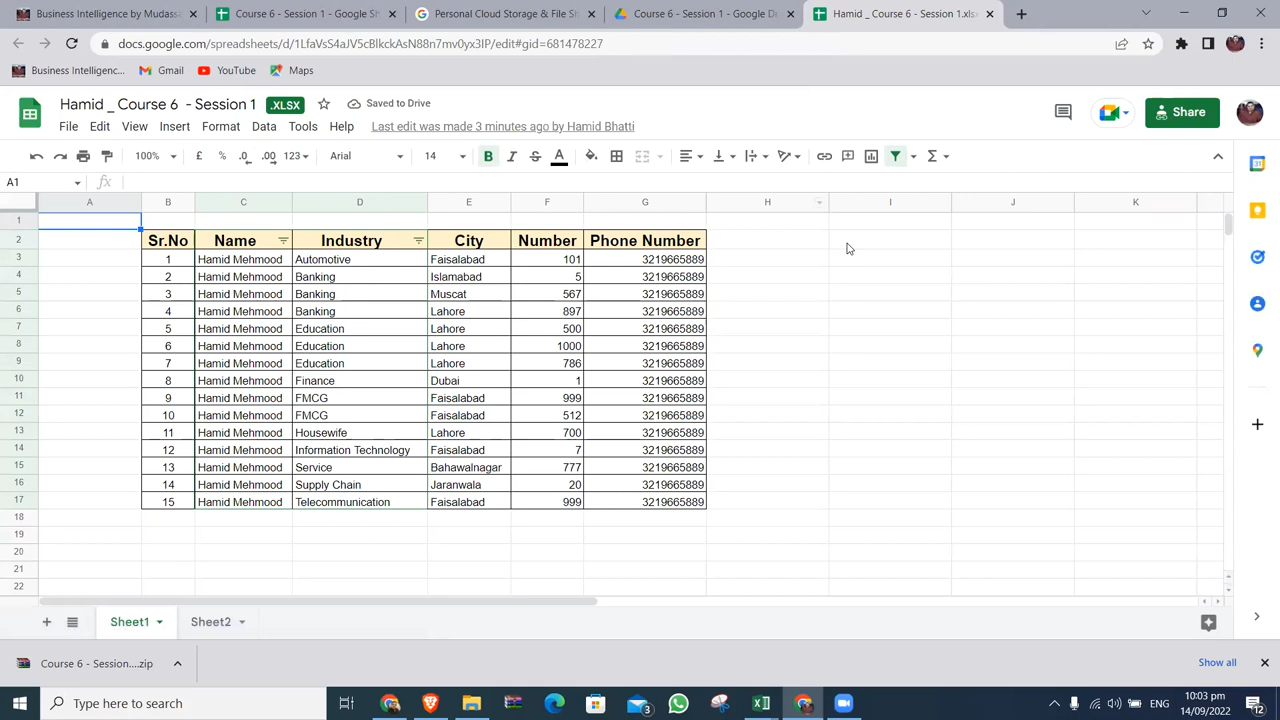 Business Intelligence by Mudassa
Course 6 - Session 1 - Google Sh
Personal Cloud Storage & File Sh
Course 6 - Session 1 - Google De
Hamid _ Course 6 - Session 1.xlsx
docs.google.com/spreadsheets/d/1LfaVsS4aJV5cBlkckAsN88n7mv0yx3IP/edit#gid=681478227
Business Intelligenc... Gmail YouTube Maps
Hamid _ Course 6 - Session 1 .XLSX Saved to Drive
File Edit View Insert Format Data Tools Help Last edit was made 3 minutes ago by Hamid Bhatti
Share
100% £ % .0 .00 123 Arial 14 B I S A Σ
A1 fx
A B C D E F G H I J K
1
2 Sr.No Name Industry City Number Phone Number
3 1 Hamid Mehmood Automotive Faisalabad 101 3219665889
4 2 Hamid Mehmood Banking Islamabad 5 3219665889
5 3 Hamid Mehmood Banking Muscat 567 3219665889
6 4 Hamid Mehmood Banking Lahore 897 3219665889
7 5 Hamid Mehmood Education Lahore 500 3219665889
8 6 Hamid Mehmood Education Lahore 1000 3219665889
9 7 Hamid Mehmood Education Lahore 786 3219665889
10 8 Hamid Mehmood Finance Dubai 1 3219665889
11 9 Hamid Mehmood FMCG Faisalabad 999 3219665889
12 10 Hamid Mehmood FMCG Faisalabad 512 3219665889
13 11 Hamid Mehmood Housewife Lahore 700 3219665889
14 12 Hamid Mehmood Information Technology Faisalabad 7 3219665889
15 13 Hamid Mehmood Service Bahawalnagar 777 3219665889
16 14 Hamid Mehmood Supply Chain Jaranwala 20 3219665889
17 15 Hamid Mehmood Telecommunication Faisalabad 999 3219665889
18
19
20
21
22
Sheet1 Sheet2
Course 6 - Session....zip Show all
Type here to search 3 ENG 10:03 pm
14/09/2022 12